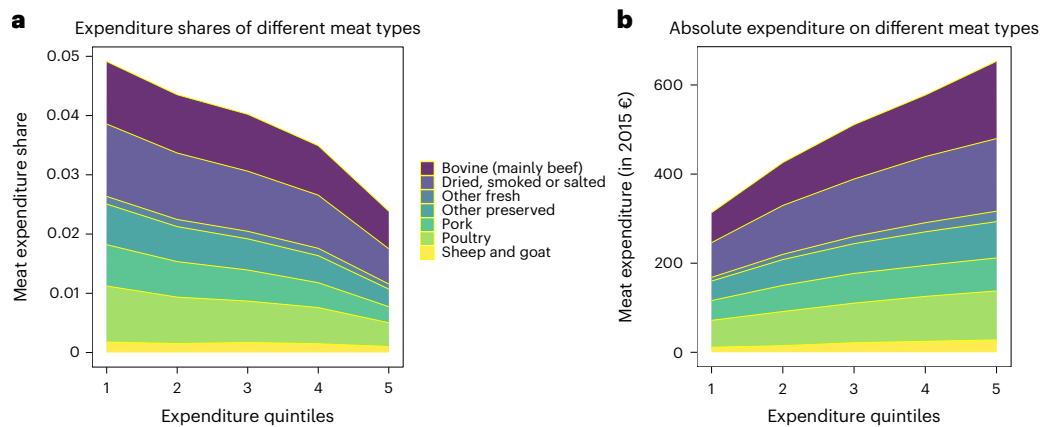 a
Expenditure shares of different meat types
0.05
0.04
0.03
0.02
0.01
0
Meat expenditure share
1 2 3 4 5
Expenditure quintiles
Bovine (mainly beef)
Dried, smoked or salted
Other fresh
Other preserved
Pork
Poultry
Sheep and goat
b
Absolute expenditure on different meat types
600
400
200
0
Meat expenditure (in 2015 €)
1 2 3 4 5
Expenditure quintiles